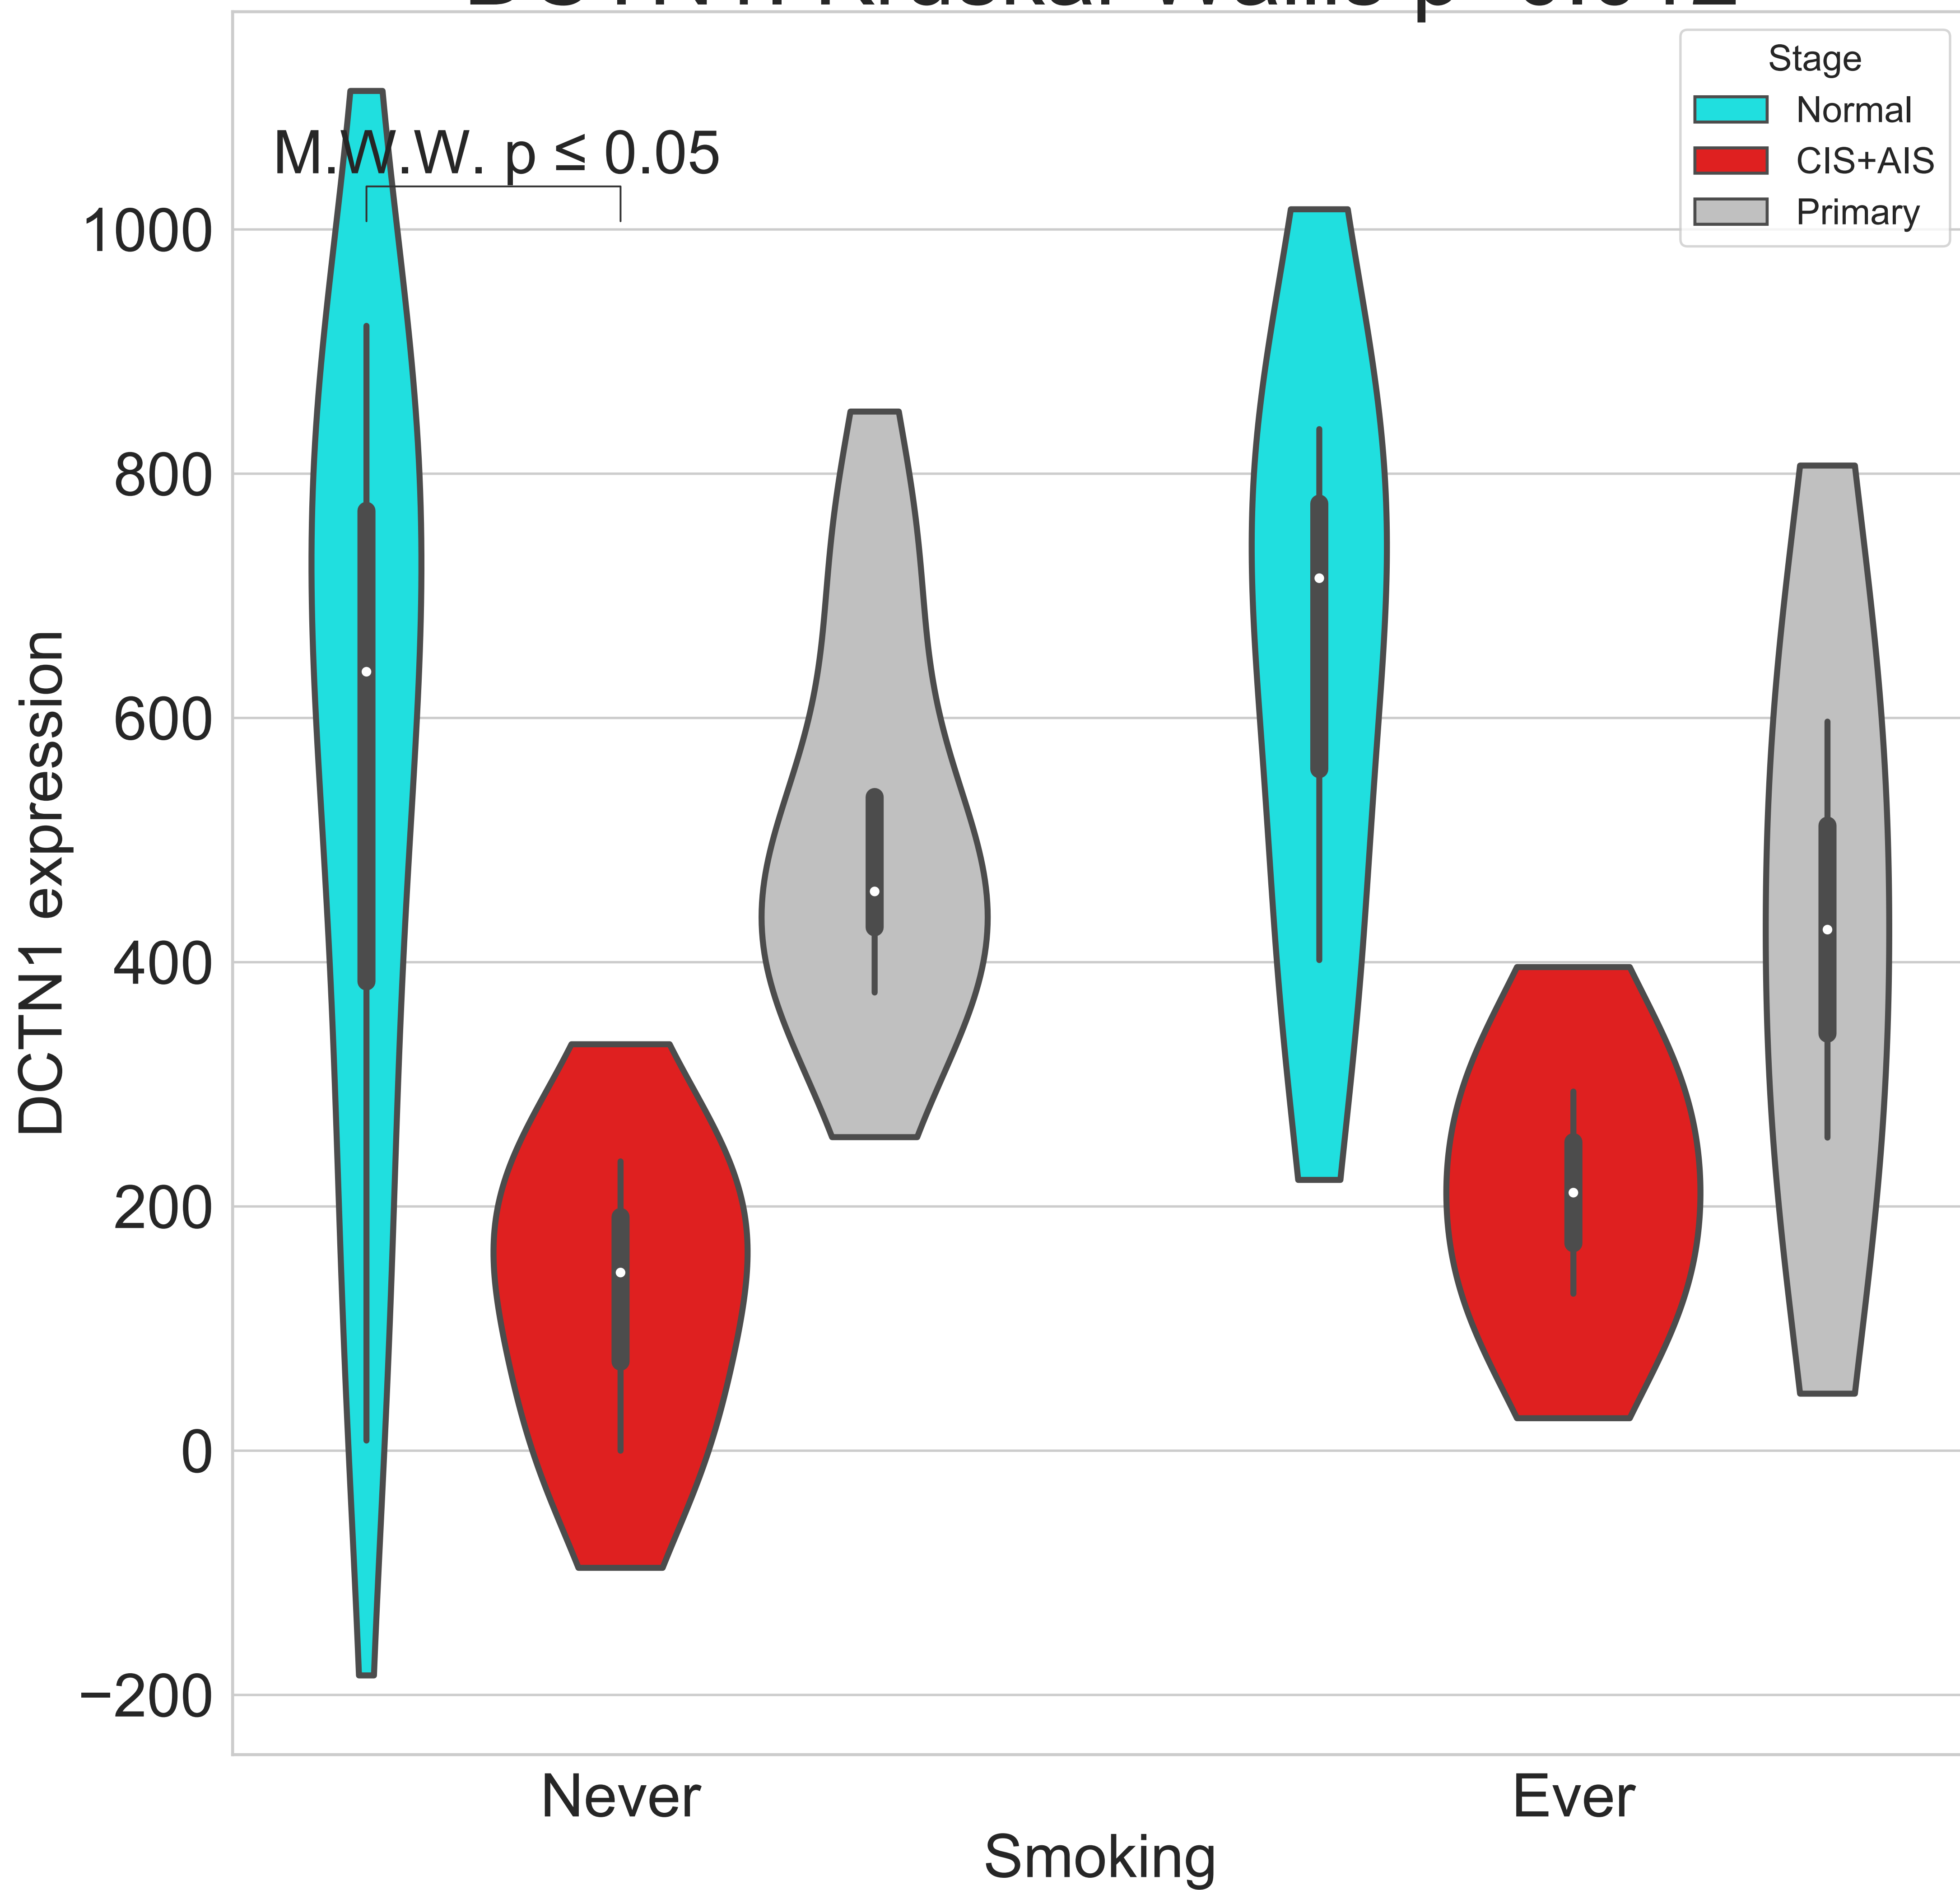 Stage
Normal
CIS+AIS
Primary
M.W.W. p ≤ 0.05
1000
800
600
400
200
0
−200
DCTN1 expression
Never
Ever
Smoking